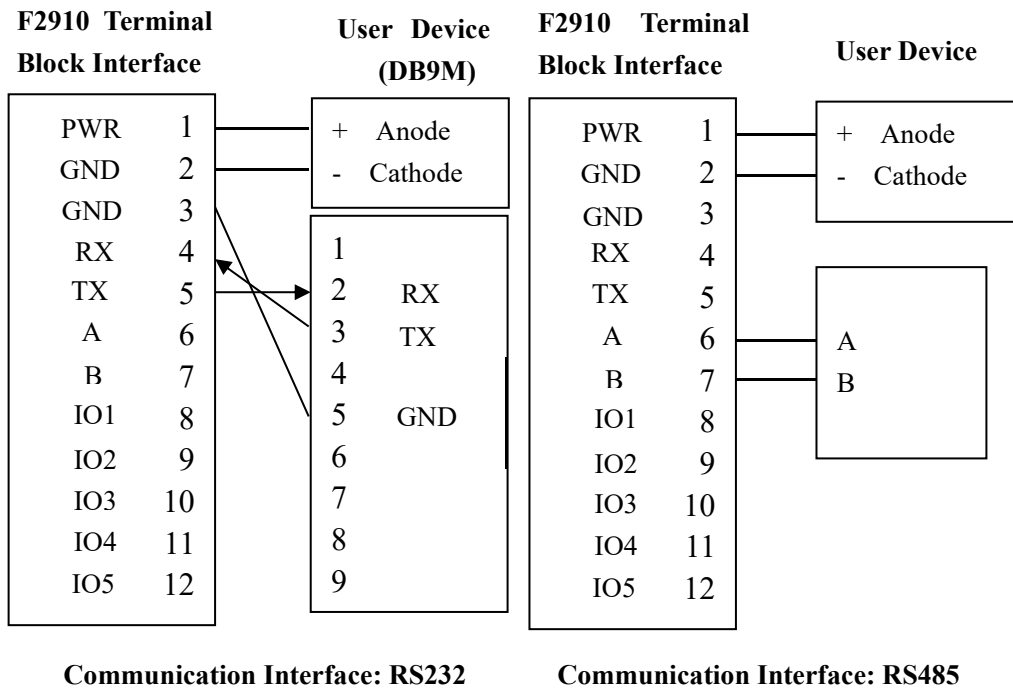 F2910 Terminal
Block Interface
PWR 1
GND 2
GND 3
RX 4
TX 5
A 6
B 7
IO1 8
IO2 9
IO3 10
IO4 11
IO5 12
User Device
(DB9M)
+ Anode
- Cathode
1
2 RX
3 TX
4
5 GND
6
7
8
9
Communication Interface: RS232
F2910 Terminal
Block Interface
PWR 1
GND 2
GND 3
RX 4
TX 5
A 6
B 7
IO1 8
IO2 9
IO3 10
IO4 11
IO5 12
User Device
+ Anode
- Cathode
A
B
Communication Interface: RS485